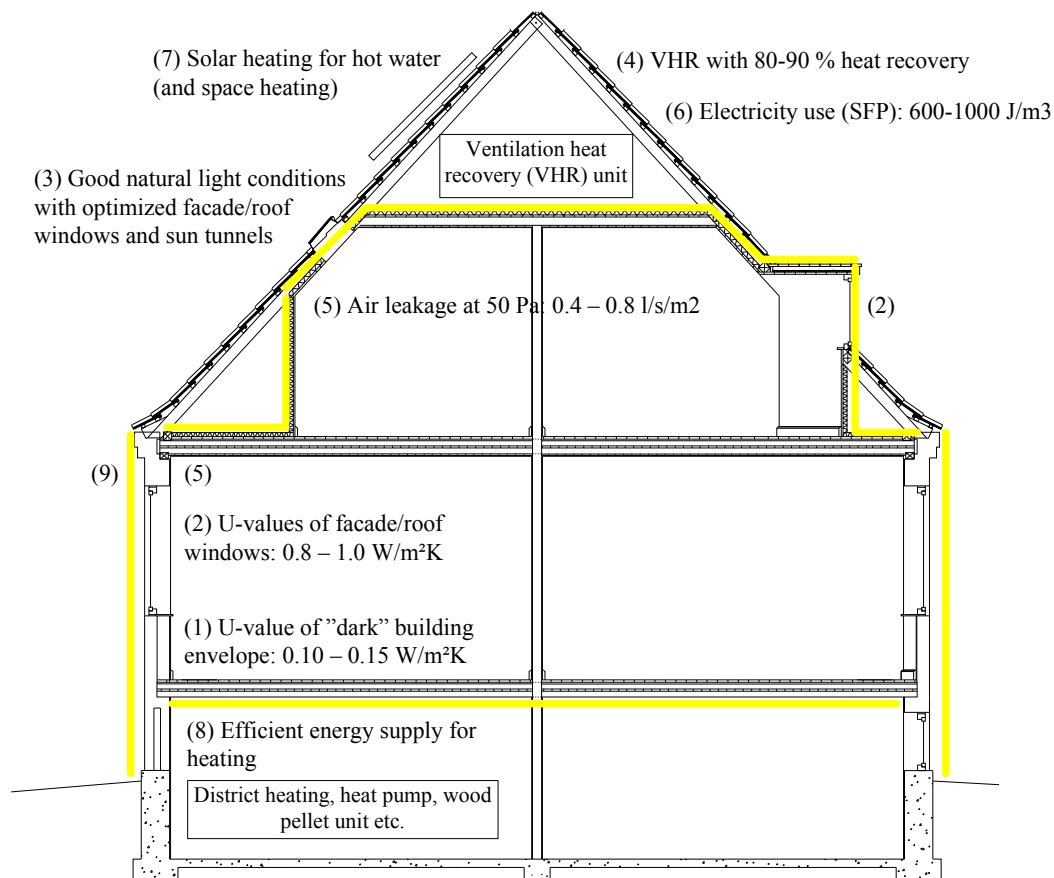 (7) Solar heating for hot water
(and space heating)
(4) VHR with 80-90 % heat recovery
(6) Electricity use (SFP): 600-1000 J/m3
Ventilation heat
recovery (VHR) unit
(3) Good natural light conditions
with optimized facade/roof
windows and sun tunnels
(5) Air leakage at 50 Pa: 0.4 – 0.8 l/s/m2
(2)
(9)
(5)
(2) U-values of facade/roof
windows: 0.8 – 1.0 W/m²K
(1) U-value of ”dark” building
envelope: 0.10 – 0.15 W/m²K
(8) Efficient energy supply for
heating
District heating, heat pump, wood
pellet unit etc.